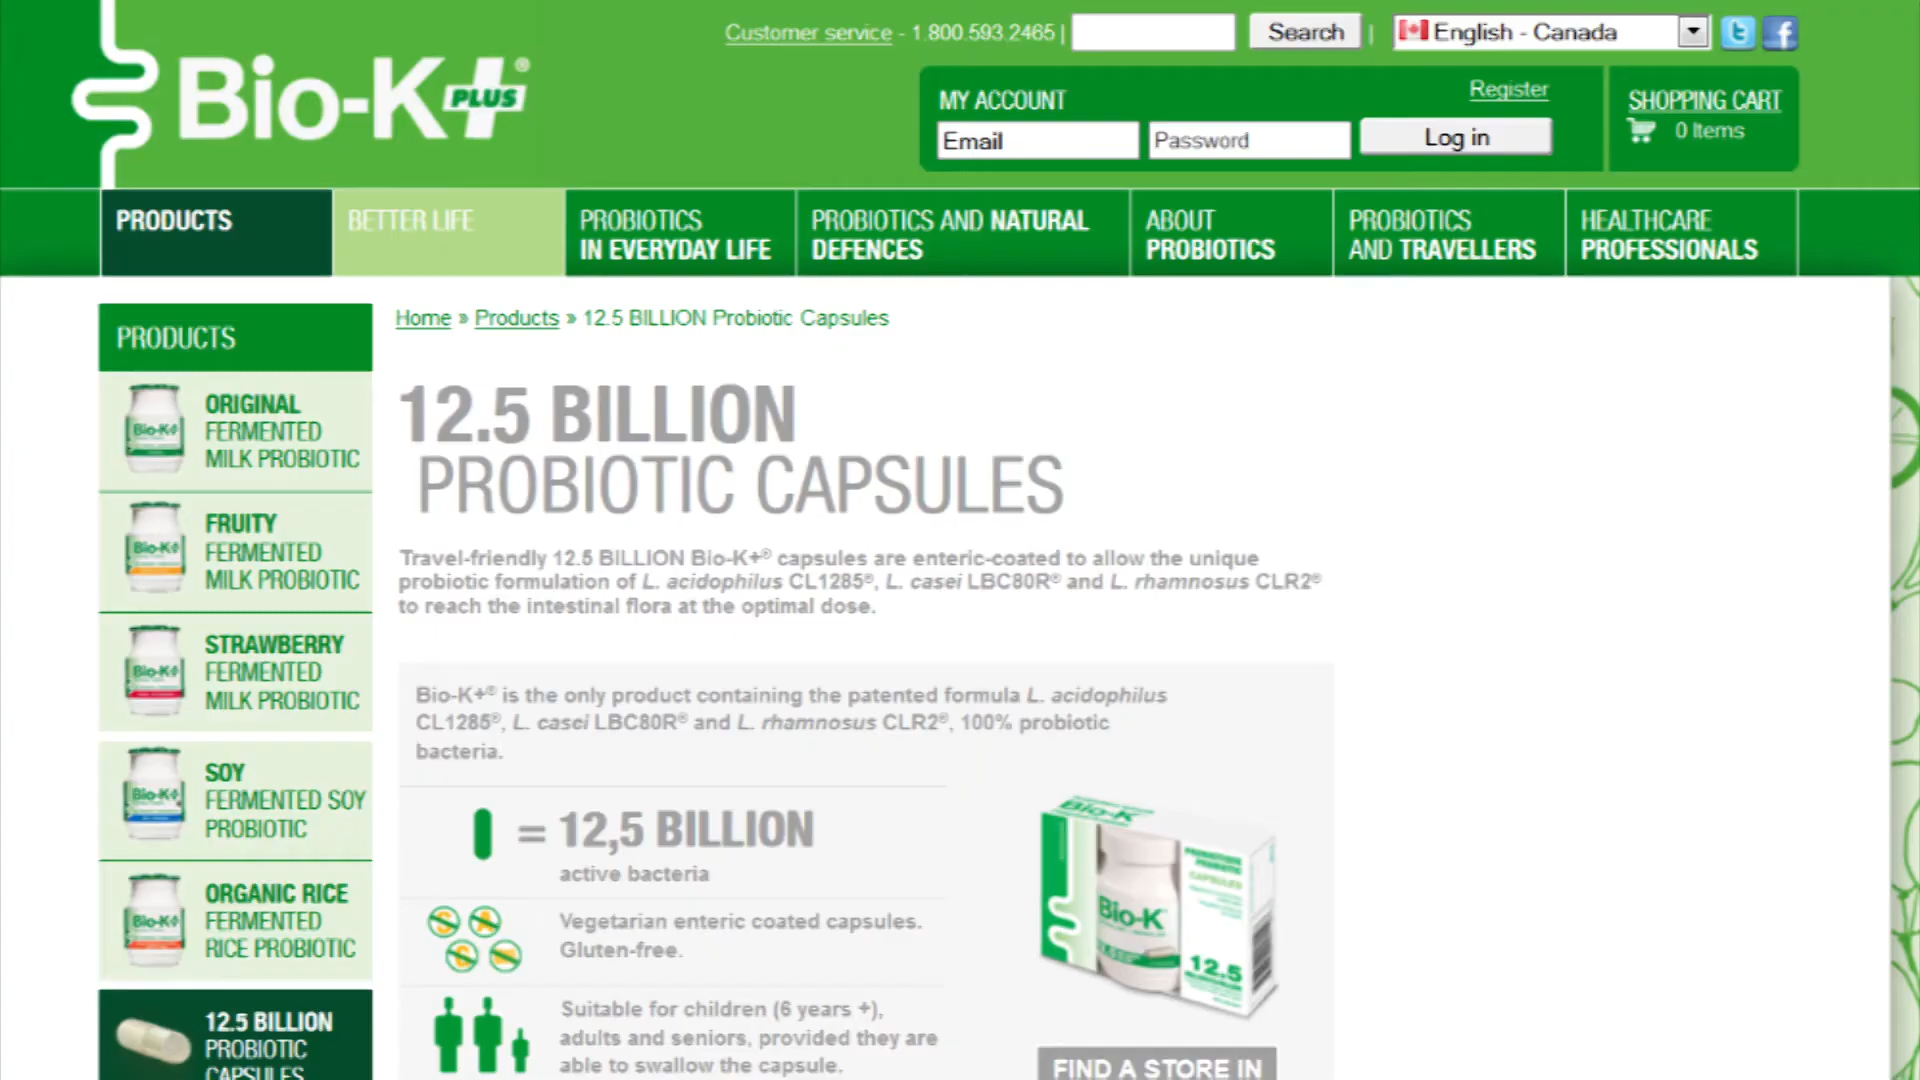 Customer service - 1.800.593.2465 |
Search
English - Canada
Bio-K+ PLUS®
MY ACCOUNT
Register
Email
Password
Log in
SHOPPING CART
0 Items
PRODUCTS
BETTER LIFE
PROBIOTICS
IN EVERYDAY LIFE
PROBIOTICS AND NATURAL
DEFENCES
ABOUT
PROBIOTICS
PROBIOTICS
AND TRAVELLERS
HEALTHCARE
PROFESSIONALS
PRODUCTS
ORIGINAL
FERMENTED
MILK PROBIOTIC
FRUITY
FERMENTED
MILK PROBIOTIC
STRAWBERRY
FERMENTED
MILK PROBIOTIC
SOY
FERMENTED SOY
PROBIOTIC
ORGANIC RICE
FERMENTED
RICE PROBIOTIC
12.5 BILLION
PROBIOTIC
CAPSULES
Home » Products » 12.5 BILLION Probiotic Capsules
12.5 BILLION
PROBIOTIC CAPSULES
Travel-friendly 12.5 BILLION Bio-K+® capsules are enteric-coated to allow the unique
probiotic formulation of L. acidophilus CL1285®, L. casei LBC80R® and L. rhamnosus CLR2®
to reach the intestinal flora at the optimal dose.
Bio-K+® is the only product containing the patented formula L. acidophilus
CL1285®, L. casei LBC80R® and L. rhamnosus CLR2®, 100% probiotic
bacteria.
= 12,5 BILLION
active bacteria
Vegetarian enteric coated capsules.
Gluten-free.
Suitable for children (6 years +),
adults and seniors, provided they are
able to swallow the capsule.
Bio-K
CAPSULES
Bio-K
12.5
FIND A STORE IN